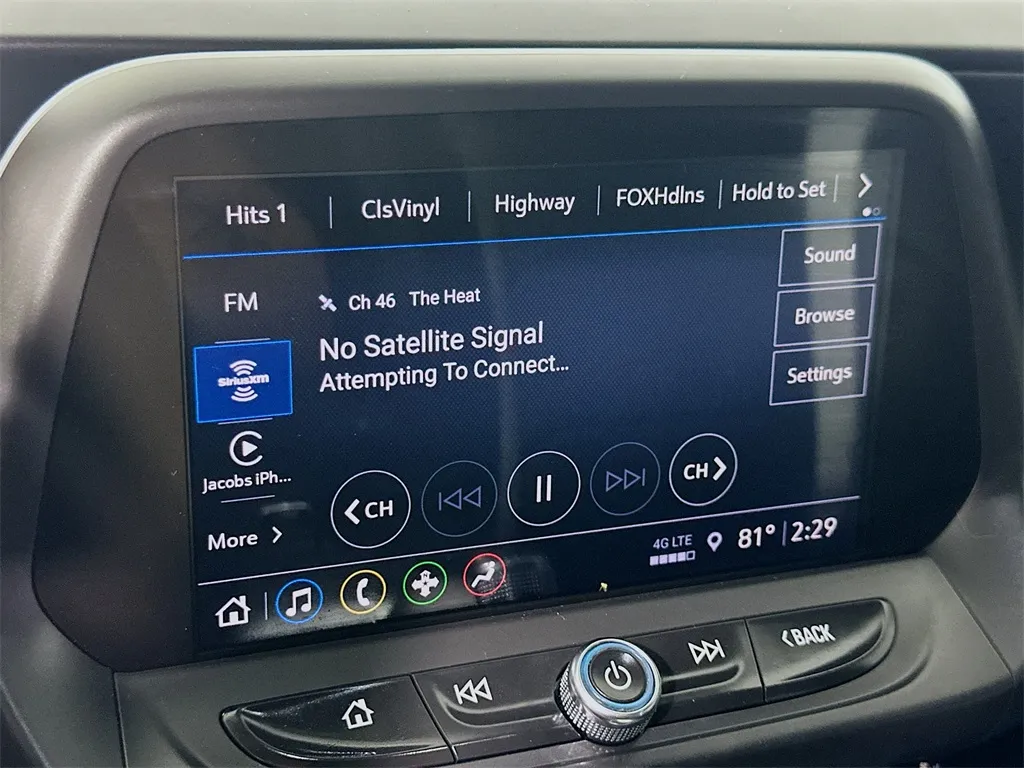 Hits 1
ClsVinyl
Highway
FOXHdlns
Hold to Set
Sound
FM
Ch 46 The Heat
Browse
No Satellite Signal
SiriusXM
Attempting To Connect...
Settings
Jacobs iPh...
CH
CH
More
4G LTE
81° 2:29
BACK